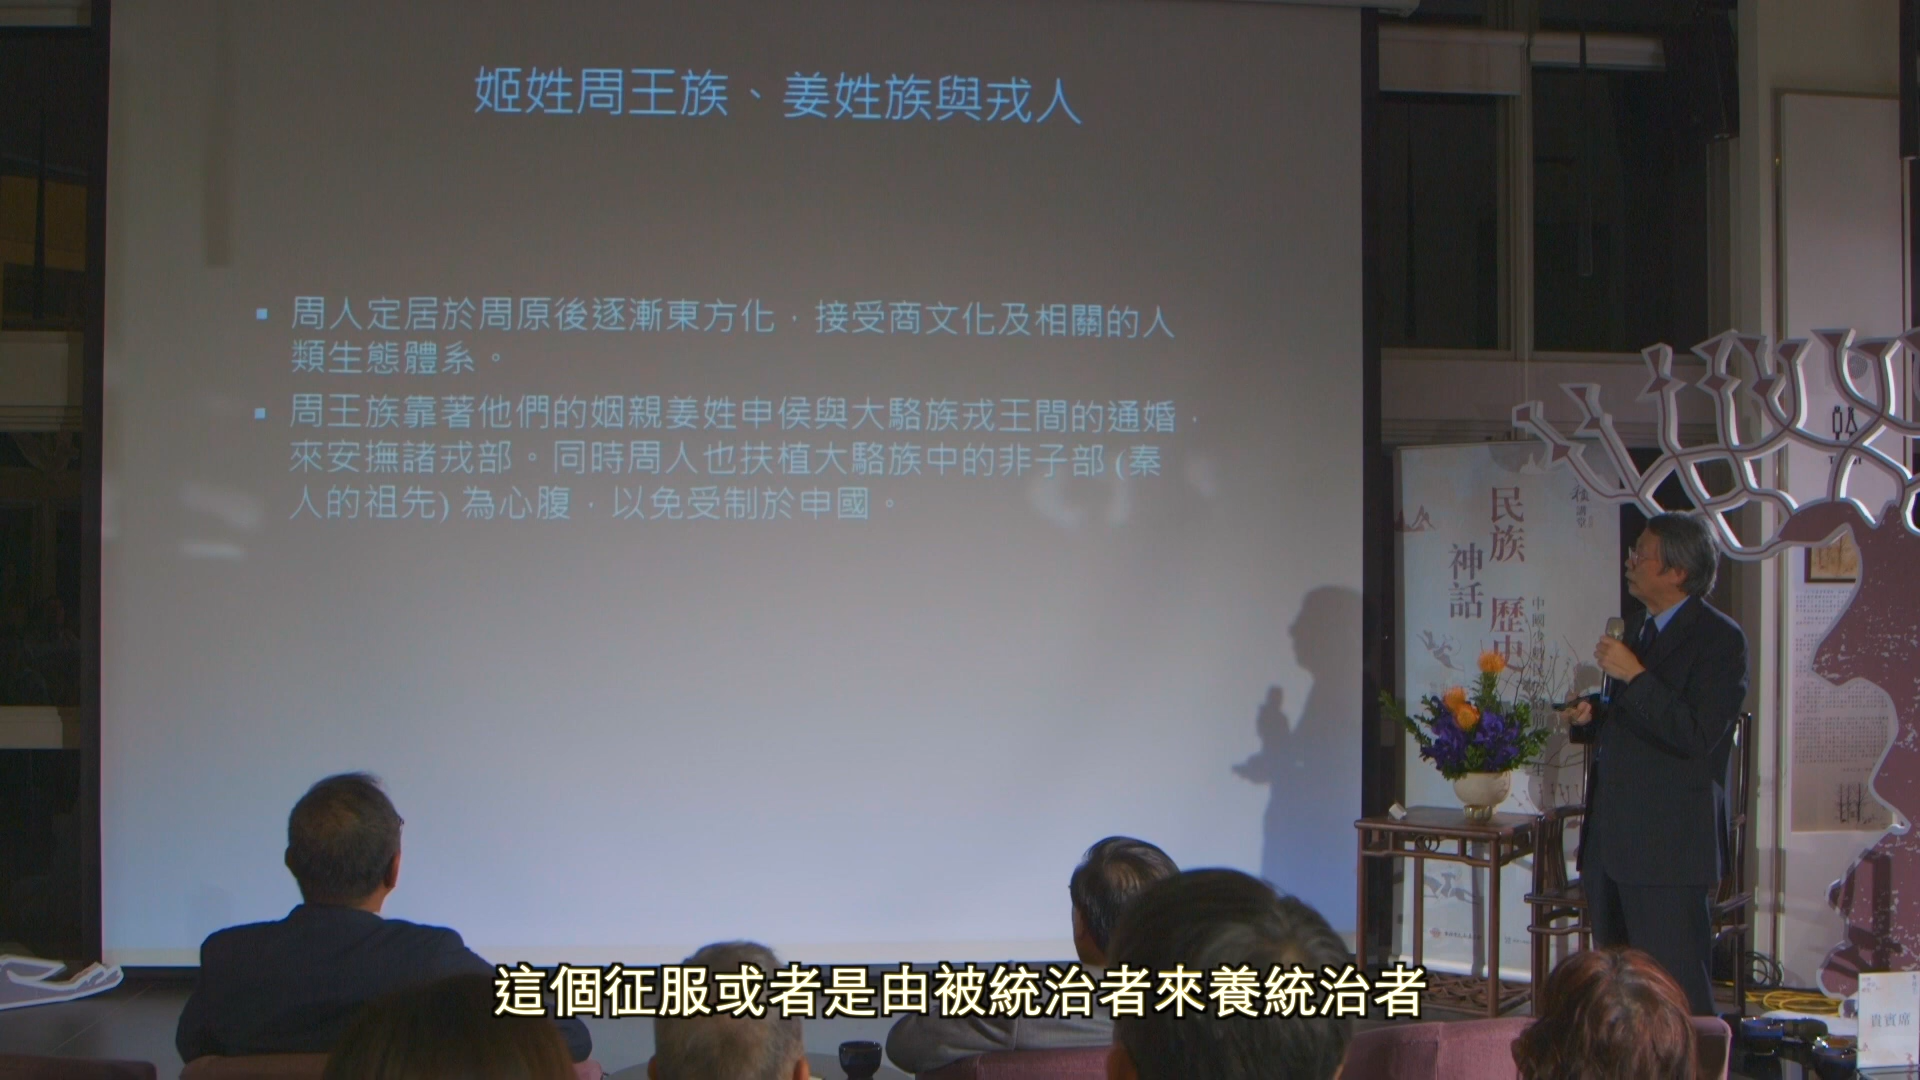 姬姓周王族、姜姓族與戎人
▪ 周人定居於周原後逐漸東方化，接受商文化及相關的人
類生態體系。
▪ 周王族靠著他們的姻親姜姓申侯與大駱族戎王間的通婚，
來安撫諸戎部。同時周人也扶植大駱族中的非子部 (秦
人的祖先) 為心腹，以免受制於申國。
民族 歷史
神話
貴賓席
這個征服或者是由被統治者來養統治者